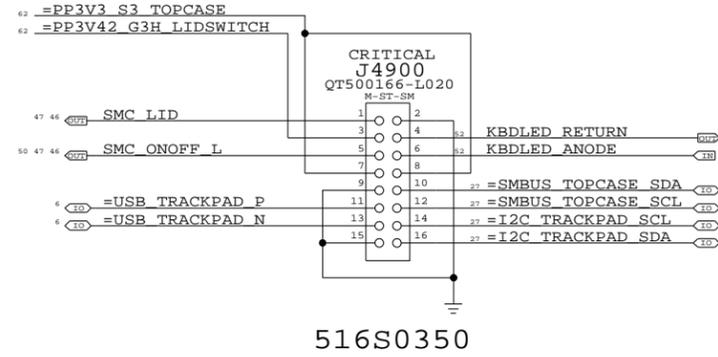 62 =PP3V3_S3_TOPCASE
62 =PP3V42_G3H_LIDSWITCH
CRITICAL
J4900
QT500166-L020
M-ST-SM
47 46 OUT SMC_LID 1 2
3 4 52 KBDLED_RETURN OUT
50 47 46 OUT SMC_ONOFF_L 5 6 52 KBDLED_ANODE IN
7 8
9 10 27 =SMBUS_TOPCASE_SDA IO
6 IO =USB_TRACKPAD_P 11 12 27 =SMBUS_TOPCASE_SCL IO
6 IO =USB_TRACKPAD_N 13 14 27 =I2C_TRACKPAD_SCL IO
15 16 27 =I2C_TRACKPAD_SDA IO
516S0350